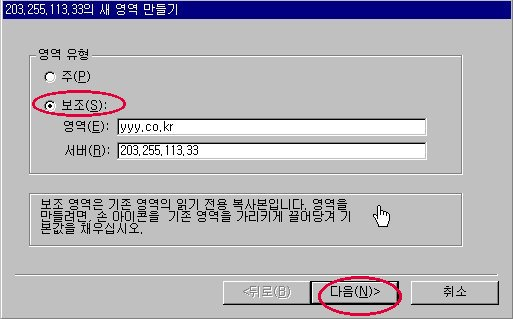 203,255,113,33의 새 영역 만들기
영역 유형
주(P)
보조(S):
영역(E): yyy,co,kr
서버(R): 203,255,113,33
보조 영역은 기존 영역의 읽기 전용 복사본입니다. 영역을
만들려면, 손 아이콘을 기존 영역을 가리키게 끌어당겨 기
본값을 채우십시오.
<뒤로(B) 다음(N)> 취소